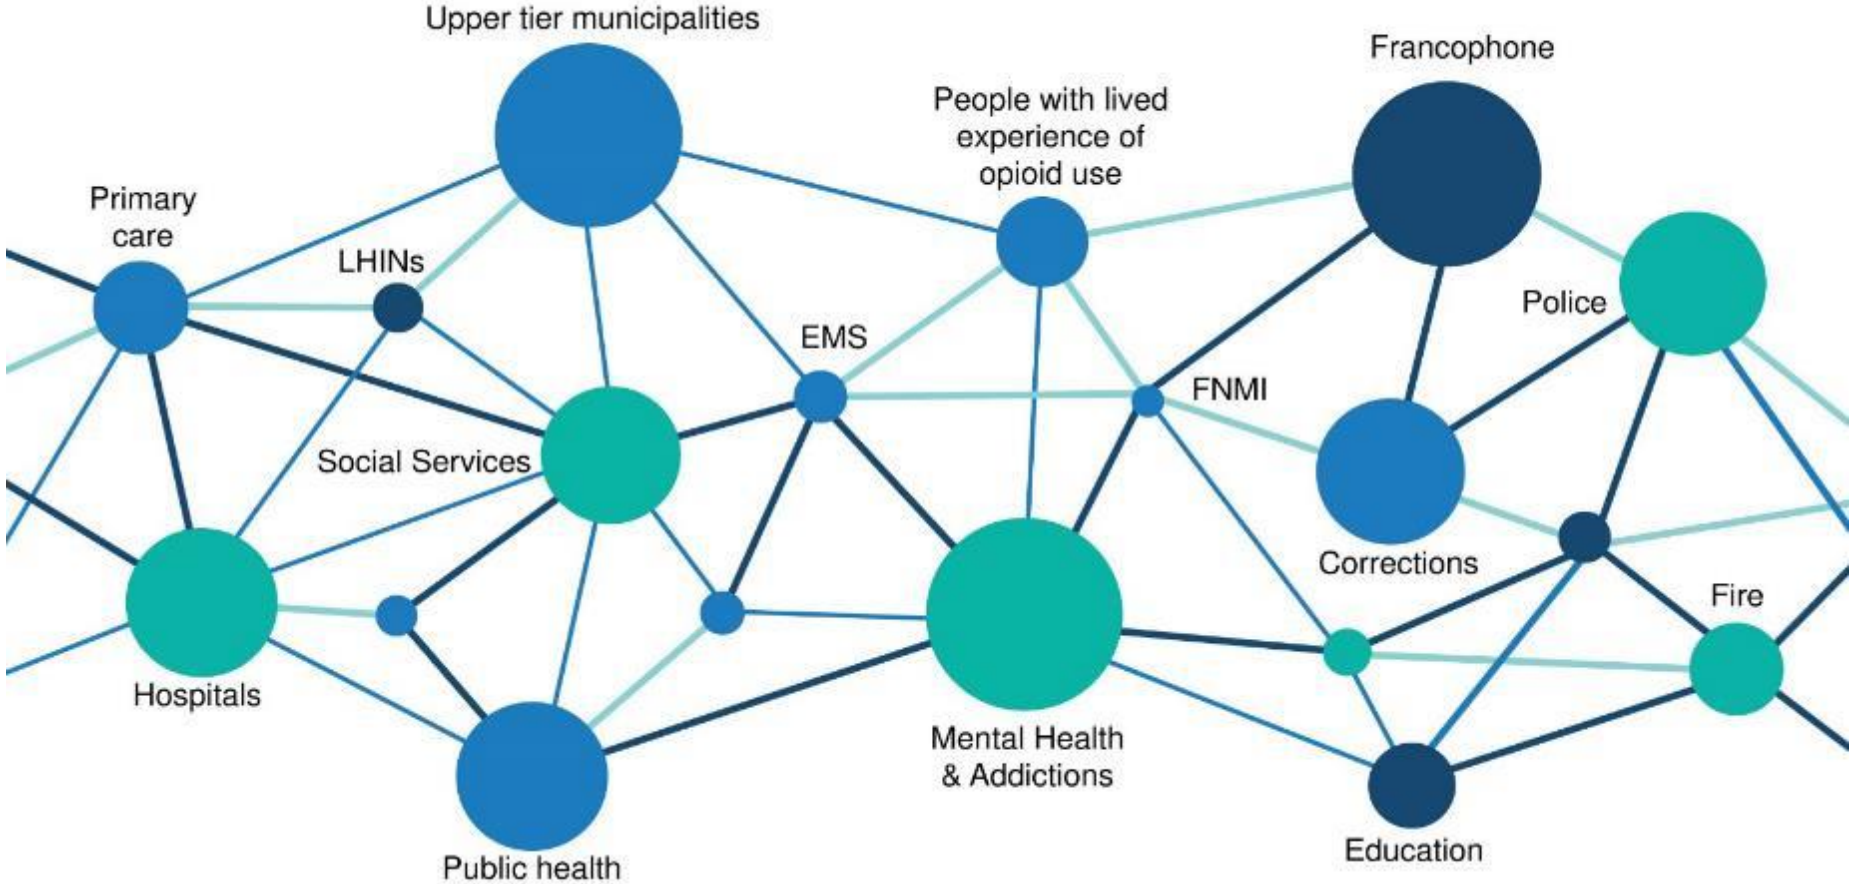 Upper tier municipalities
Francophone
People with lived
experience of
opioid use
Primary
care
LHINs
Police
EMS
FNMI
Social Services
Corrections
Fire
Hospitals
Mental Health
& Addictions
Education
Public health